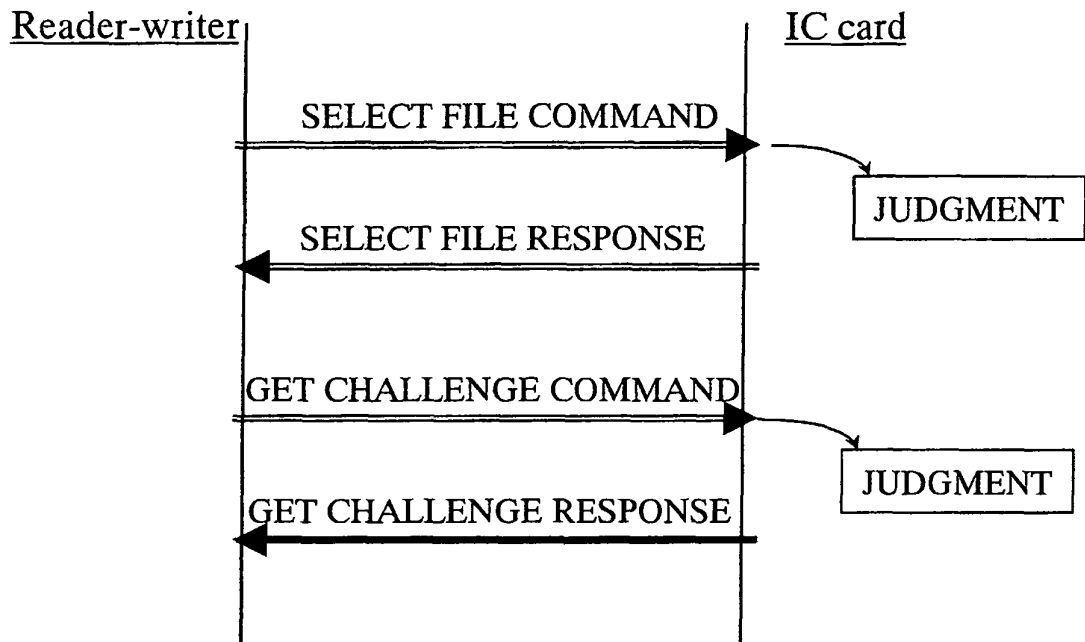 Reader-writer
IC card
SELECT FILE COMMAND
JUDGMENT
SELECT FILE RESPONSE
GET CHALLENGE COMMAND
JUDGMENT
GET CHALLENGE RESPONSE